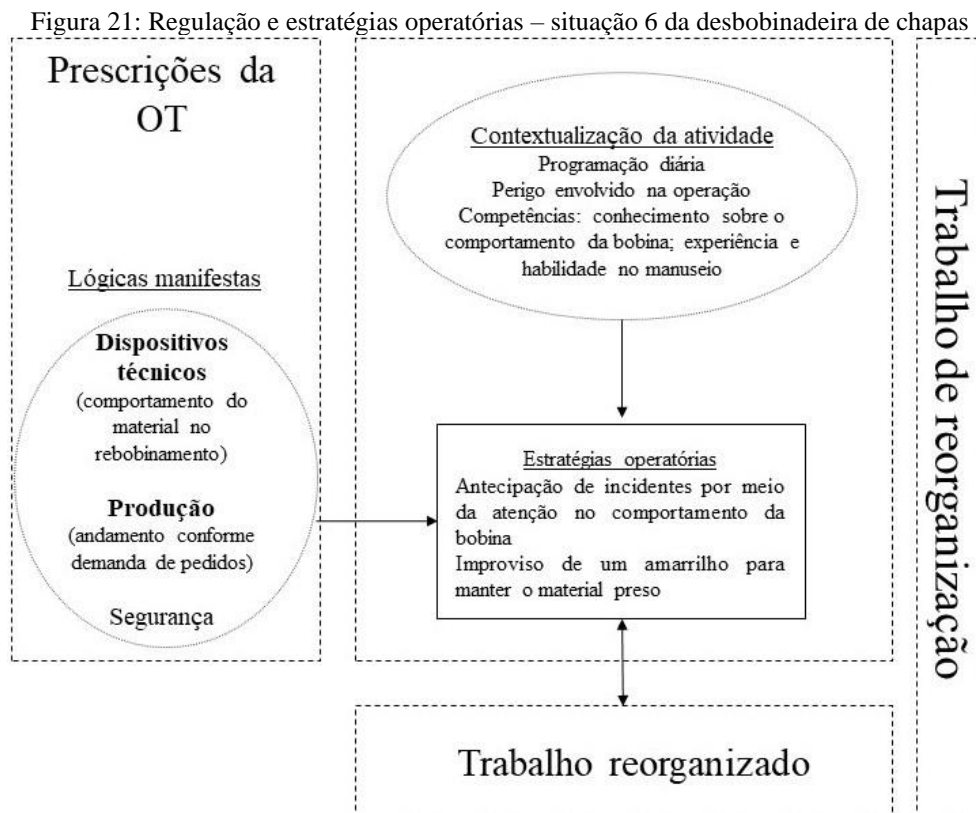 Figura 21: Regulação e estratégias operatórias – situação 6 da desbobinadeira de chapas
Prescrições da
OT
Lógicas manifestas
Dispositivos
técnicos
(comportamento do
material no
rebobinamento)
Produção
(andamento conforme
demanda de pedidos)
Segurança
Contextualização da atividade
Programação diária
Perigo envolvido na operação
Competências: conhecimento sobre o
comportamento da bobina; experiência e
habilidade no manuseio
Estratégias operatórias
Antecipação de incidentes por meio
da atenção no comportamento da
bobina
Improviso de um amarrilho para
manter o material preso
Trabalho reorganizado
Trabalho de reorganização